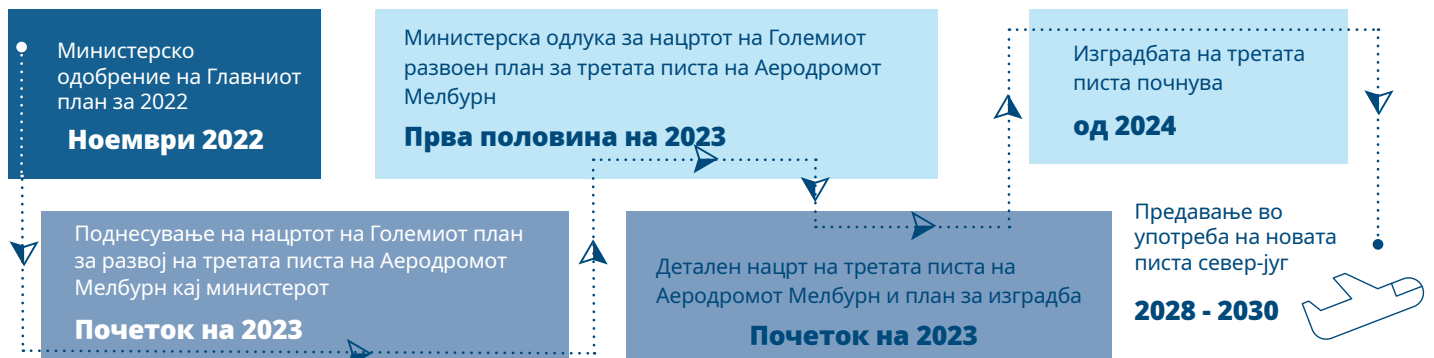 Министерско
одобрение на Главниот
план за 2022
Ноември 2022
Поднесување на нацртот на Големиот план
за развој на третата писта на Аеродромот
Мелбурн кај министерот
Почеток на 2023
Министерска одлука за нацртот на Големиот
развоен план за третата писта на Аеродромот
Мелбурн
Прва половина на 2023
Детален нацрт на третата писта на
Аеродромот Мелбурн и план за изградба
Почеток на 2023
Изградбата на третата
писта почнува
од 2024
Предавање во
употреба на новата
писта север-југ
2028 - 2030